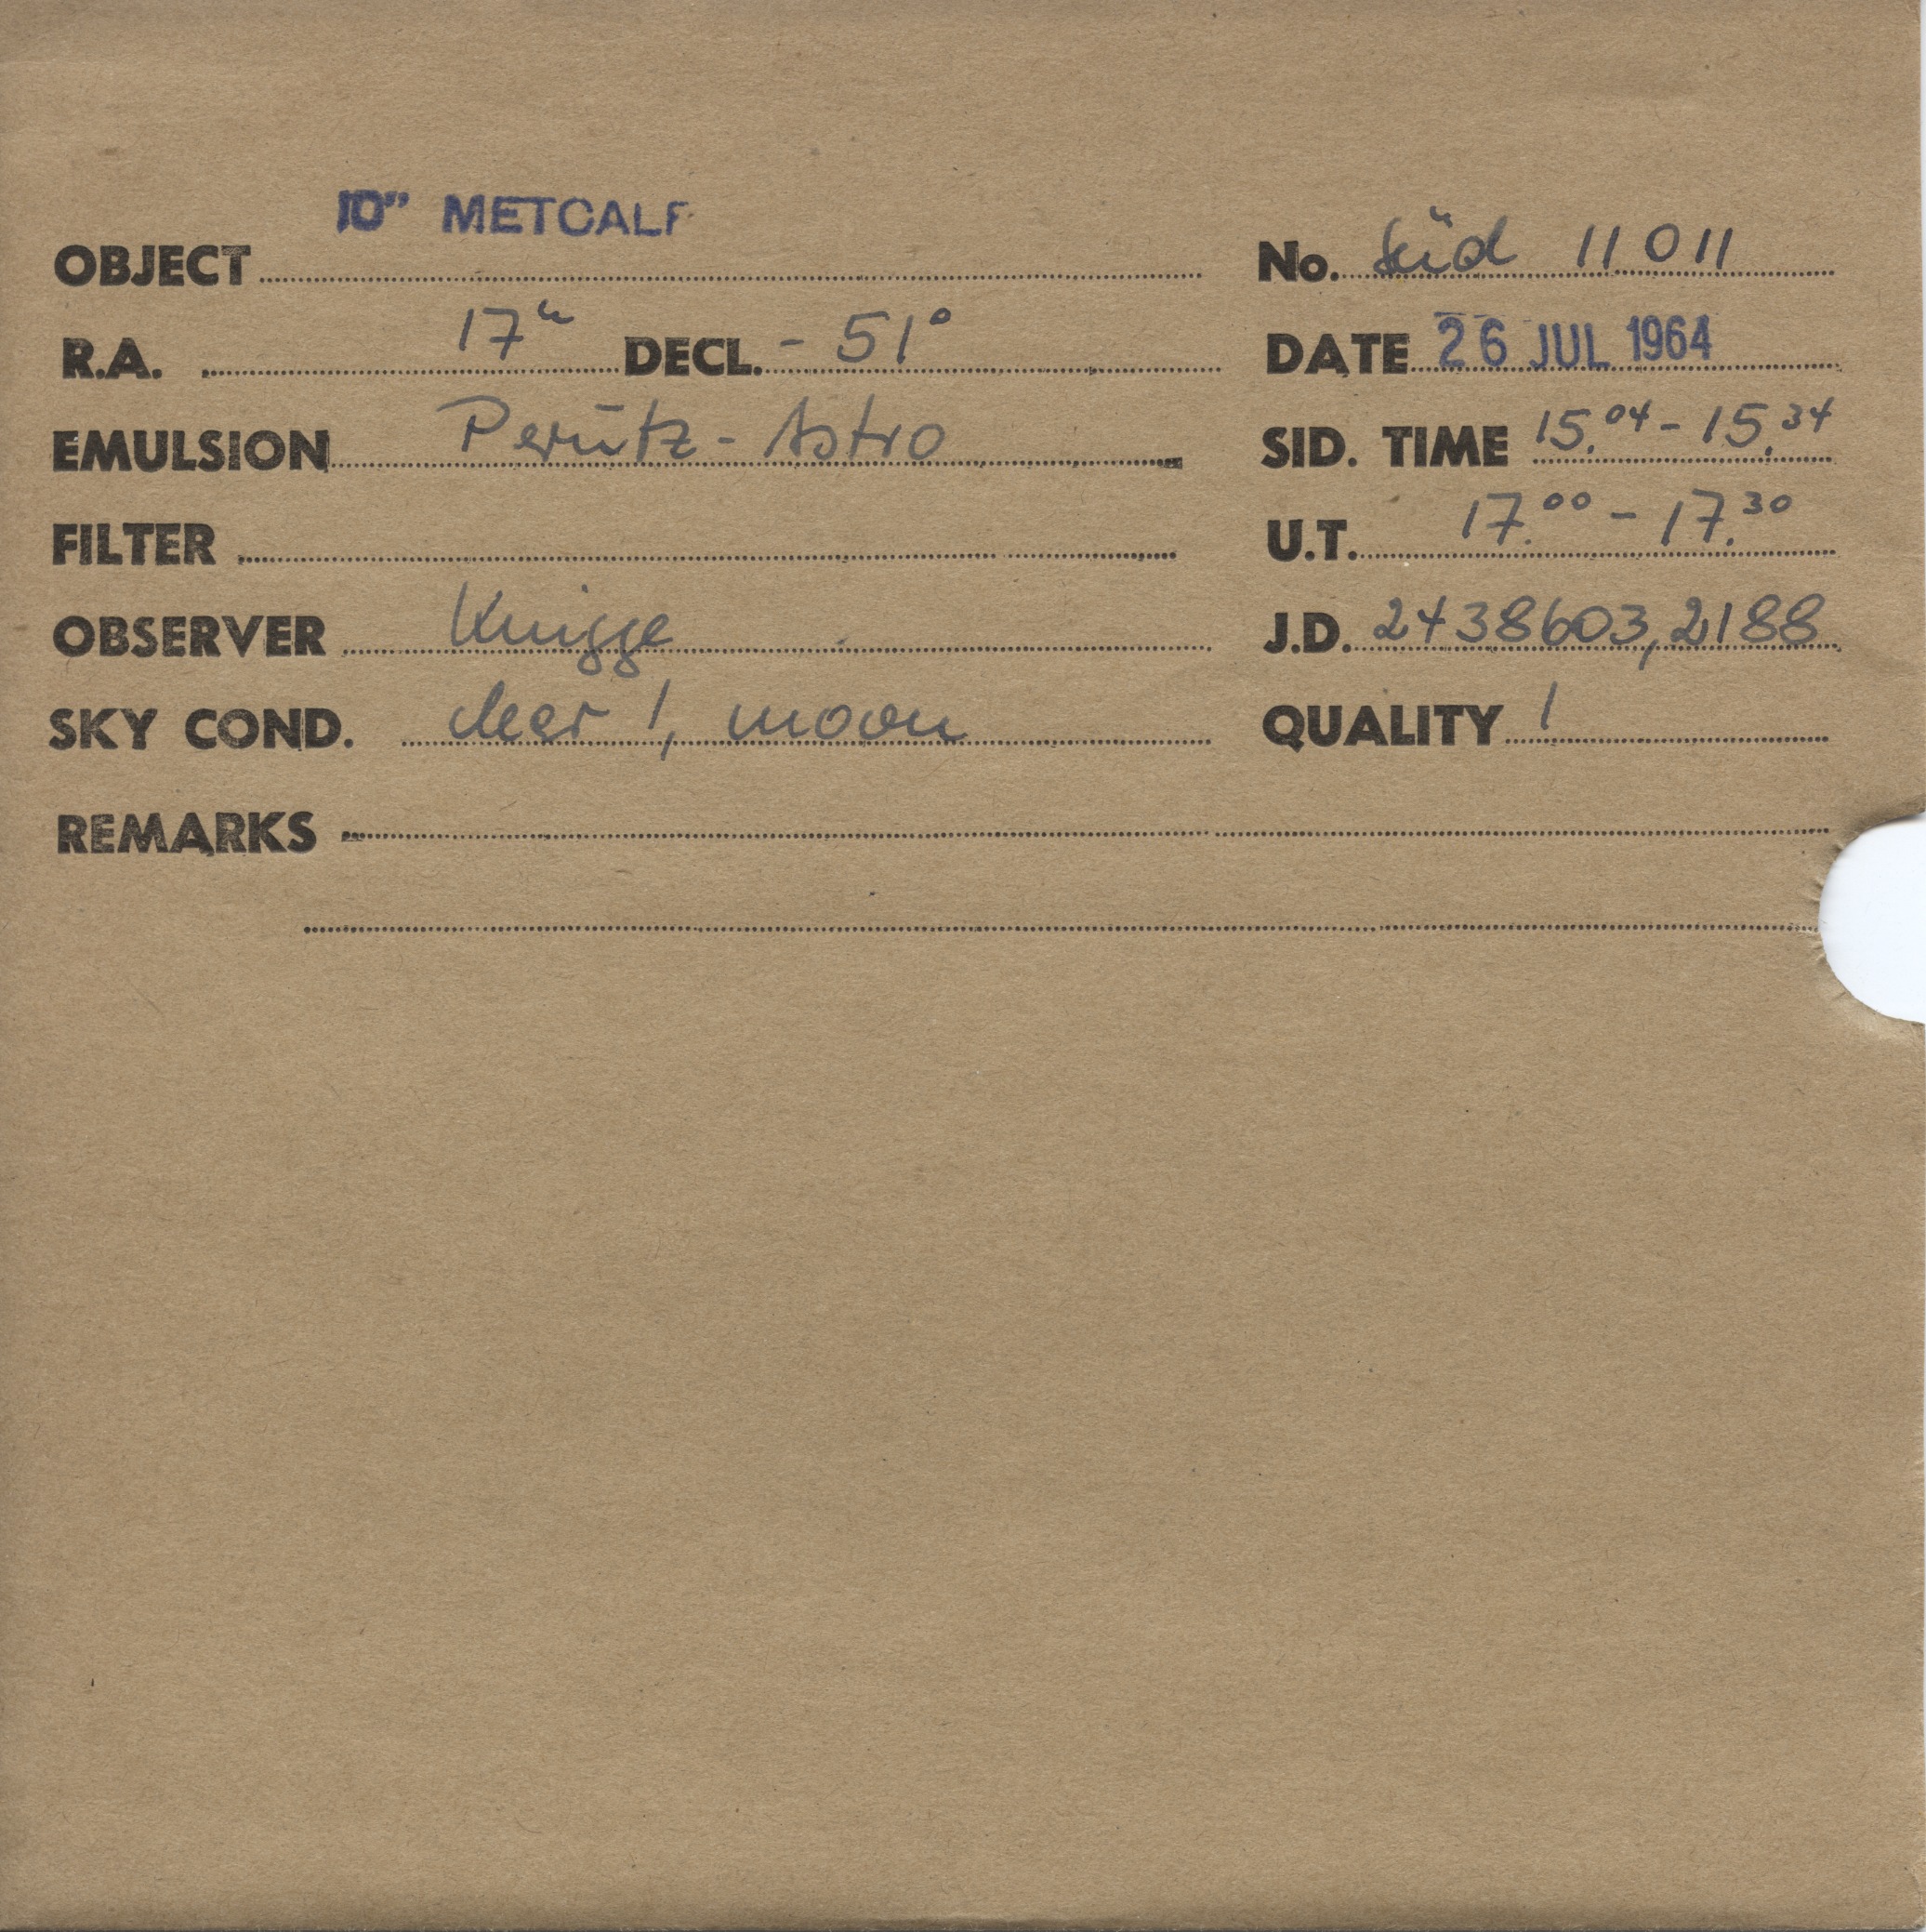 10" METCALF
OBJECT No. Süd 11011
R.A. 17h DECL. -51°
DATE 26 JUL 1964
EMULSION Perutz-Astro
SID. TIME 15.04 - 15.34
FILTER
U.T. 17.00 - 17.30
OBSERVER Knigge
J.D. 2438603,2188
SKY COND. clear!, moon
QUALITY 1
REMARKS